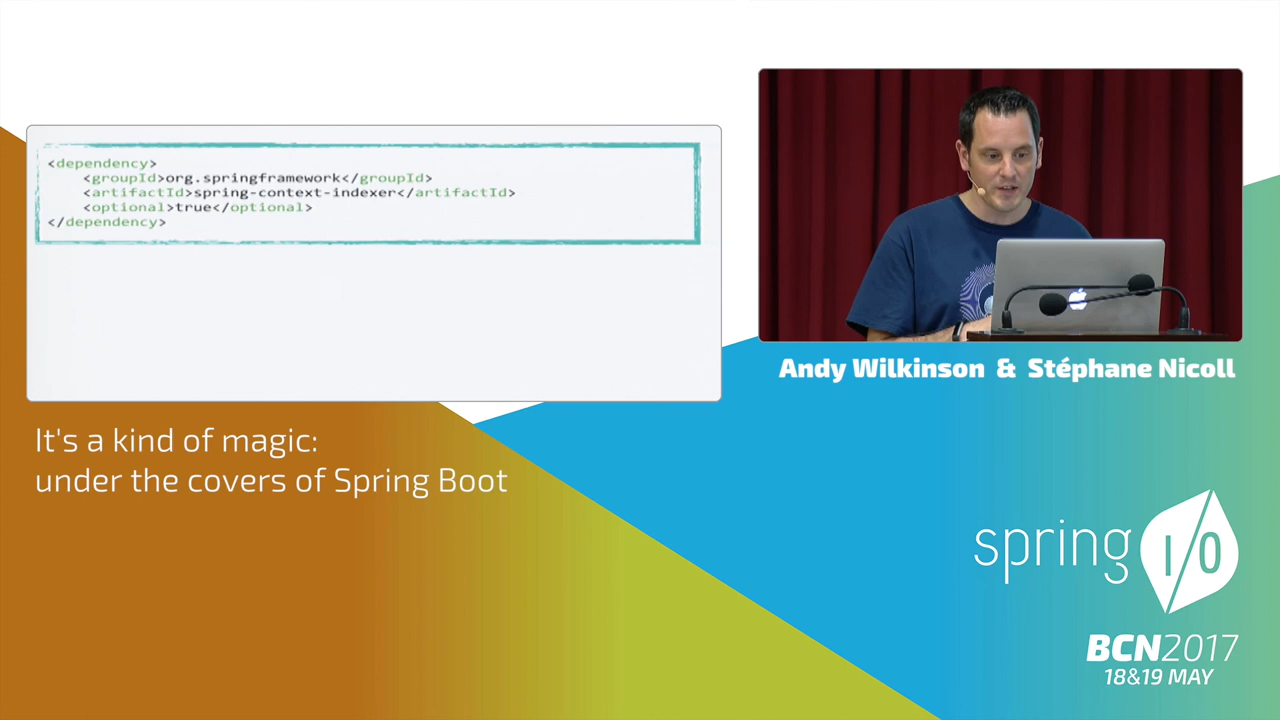 <dependency>
<groupId>org.springframework</groupId>
<artifactId>spring-context-indexer</artifactId>
<optional>true</optional>
</dependency>
Andy Wilkinson & Stéphane Nicoll
It's a kind of magic:
under the covers of Spring Boot
spring I/O
BCN2017
18&19 MAY